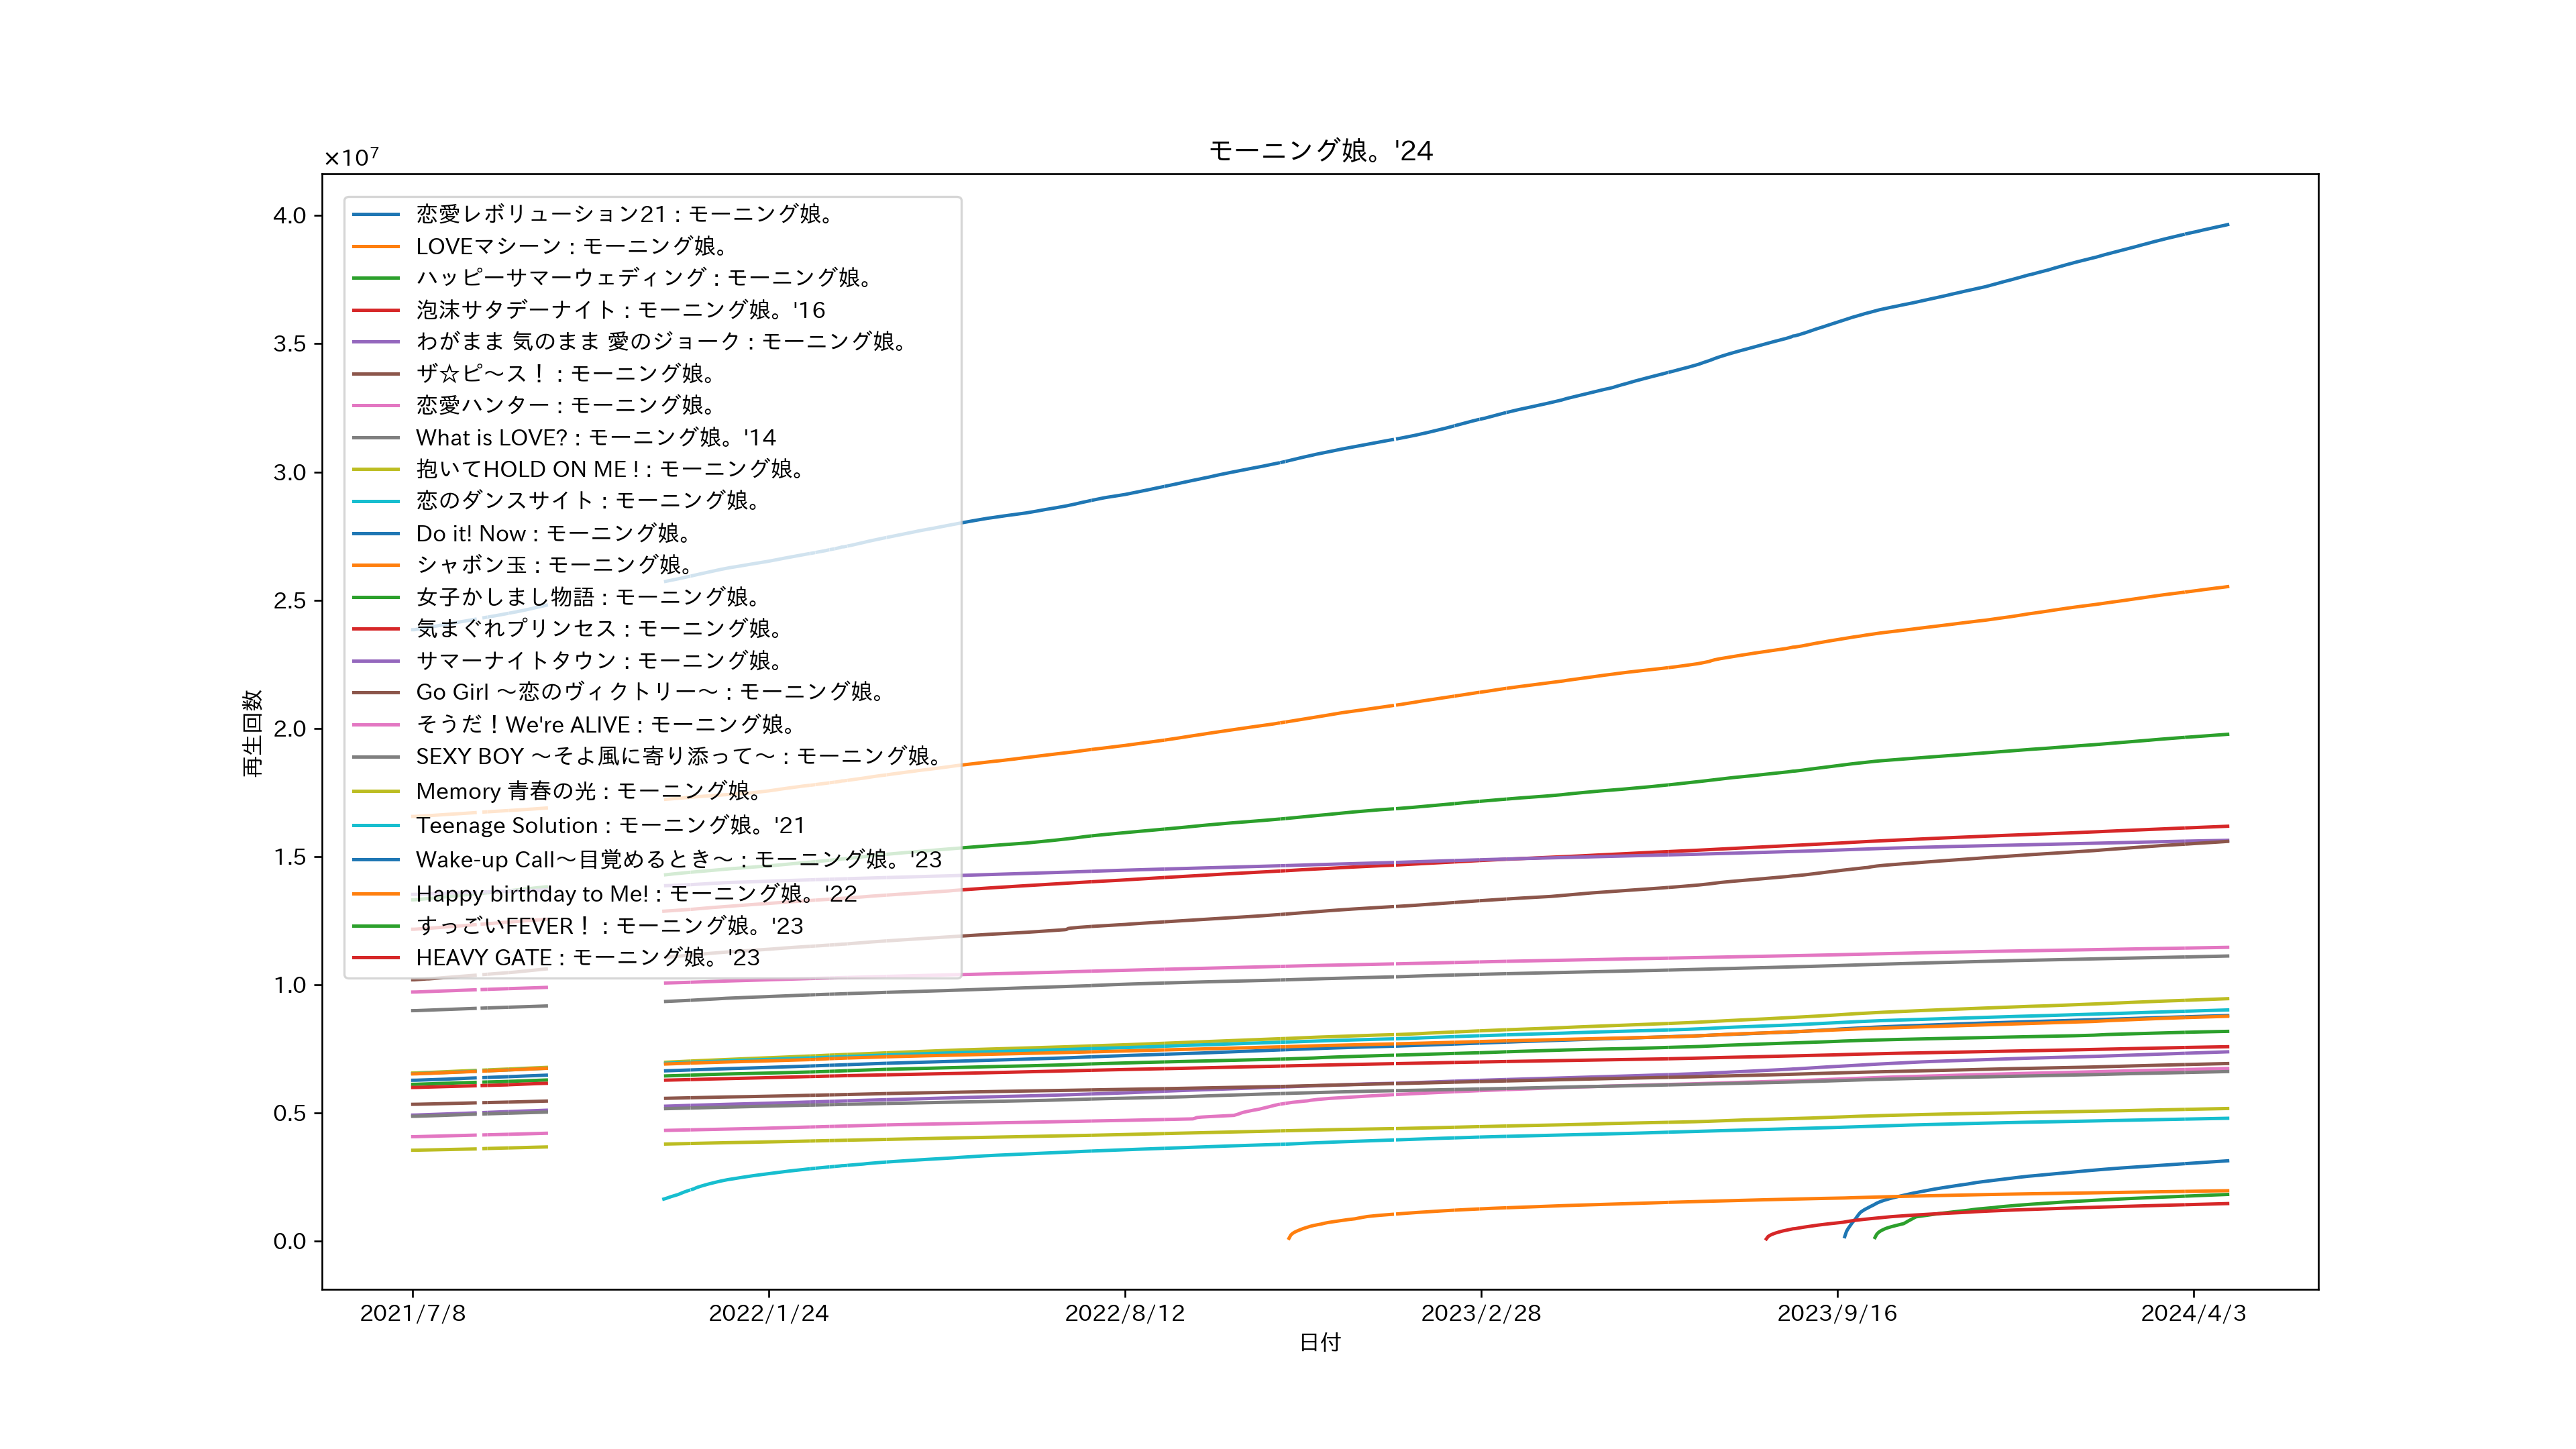 モーニング娘。'24
×10⁷
4.0
3.5
3.0
2.5
2.0
1.5
1.0
0.5
0.0
再生回数
恋愛レボリューション21 : モーニング娘。
LOVEマシーン : モーニング娘。
ハッピーサマーウェディング : モーニング娘。
泡沫サタデーナイト : モーニング娘。'16
わがまま 気のまま 愛のジョーク : モーニング娘。
ザ☆ピ～ス！ : モーニング娘。
恋愛ハンター : モーニング娘。
What is LOVE? : モーニング娘。'14
抱いてHOLD ON ME ! : モーニング娘。
恋のダンスサイト : モーニング娘。
Do it! Now : モーニング娘。
シャボン玉 : モーニング娘。
女子かしまし物語 : モーニング娘。
気まぐれプリンセス : モーニング娘。
サマーナイトタウン : モーニング娘。
Go Girl ～恋のヴィクトリー～ : モーニング娘。
そうだ！We're ALIVE : モーニング娘。
SEXY BOY ～そよ風に寄り添って～ : モーニング娘。
Memory 青春の光 : モーニング娘。
Teenage Solution : モーニング娘。'21
Wake-up Call～目覚めるとき～ : モーニング娘。'23
Happy birthday to Me! : モーニング娘。'22
すっごいFEVER！ : モーニング娘。'23
HEAVY GATE : モーニング娘。'23
2021/7/8
2022/1/24
2022/8/12
2023/2/28
2023/9/16
2024/4/3
日付